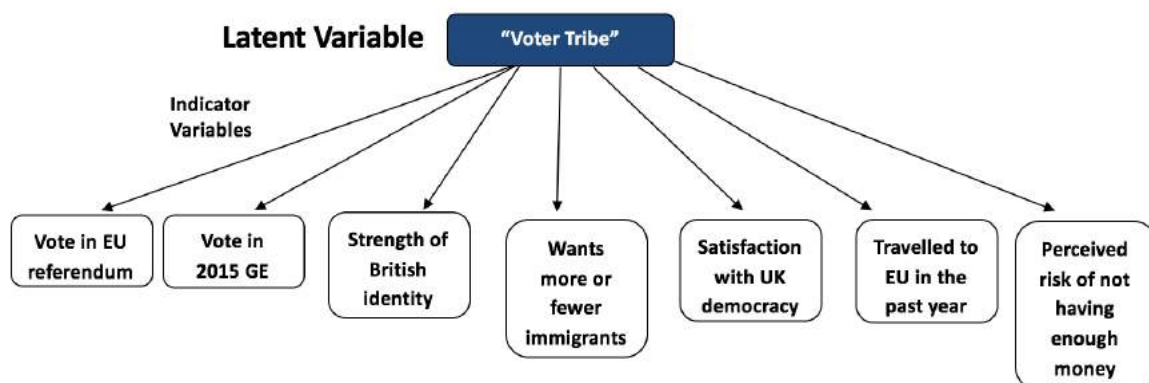 Latent Variable
“Voter Tribe”
Indicator
Variables
Vote in EU
referendum
Vote in
2015 GE
Strength of
British
identity
Wants
more or
fewer
immigrants
Satisfaction
with UK
democracy
Travelled to
EU in the
past year
Perceived
risk of not
having
enough
money